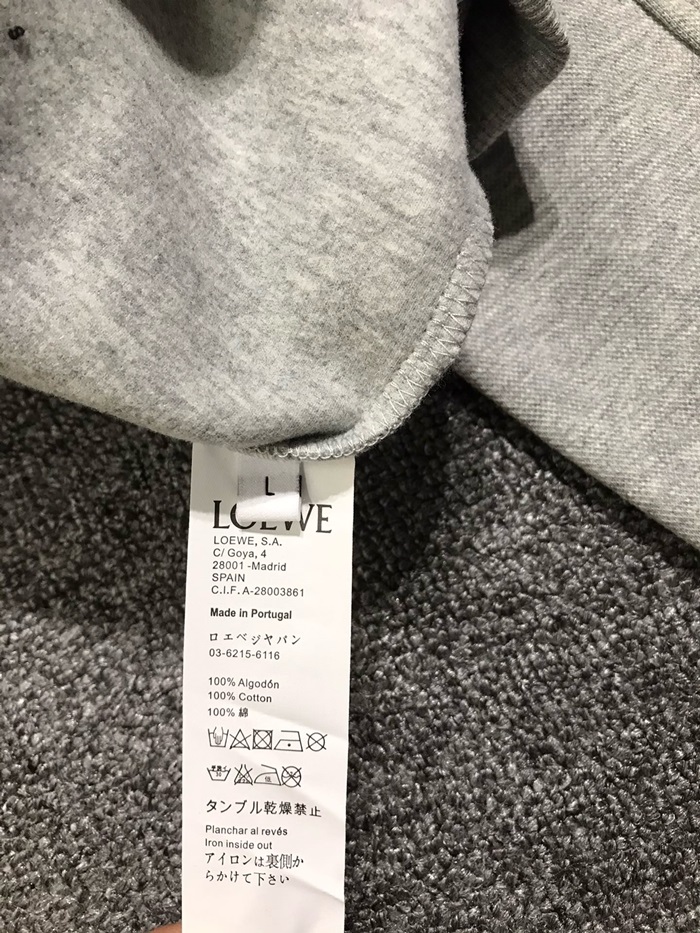 L
LOEWE
LOEWE, S.A.
C/ Goya, 4
28001 -Madrid
SPAIN
C.I.F. A-28003861
Made in Portugal
ロエベジャパン
03-6215-6116
100% Algodón
100% Cotton
100% 綿
タンブル乾燥禁止
Planchar al revés
Iron inside out
アイロンは裏側か
らかけて下さい